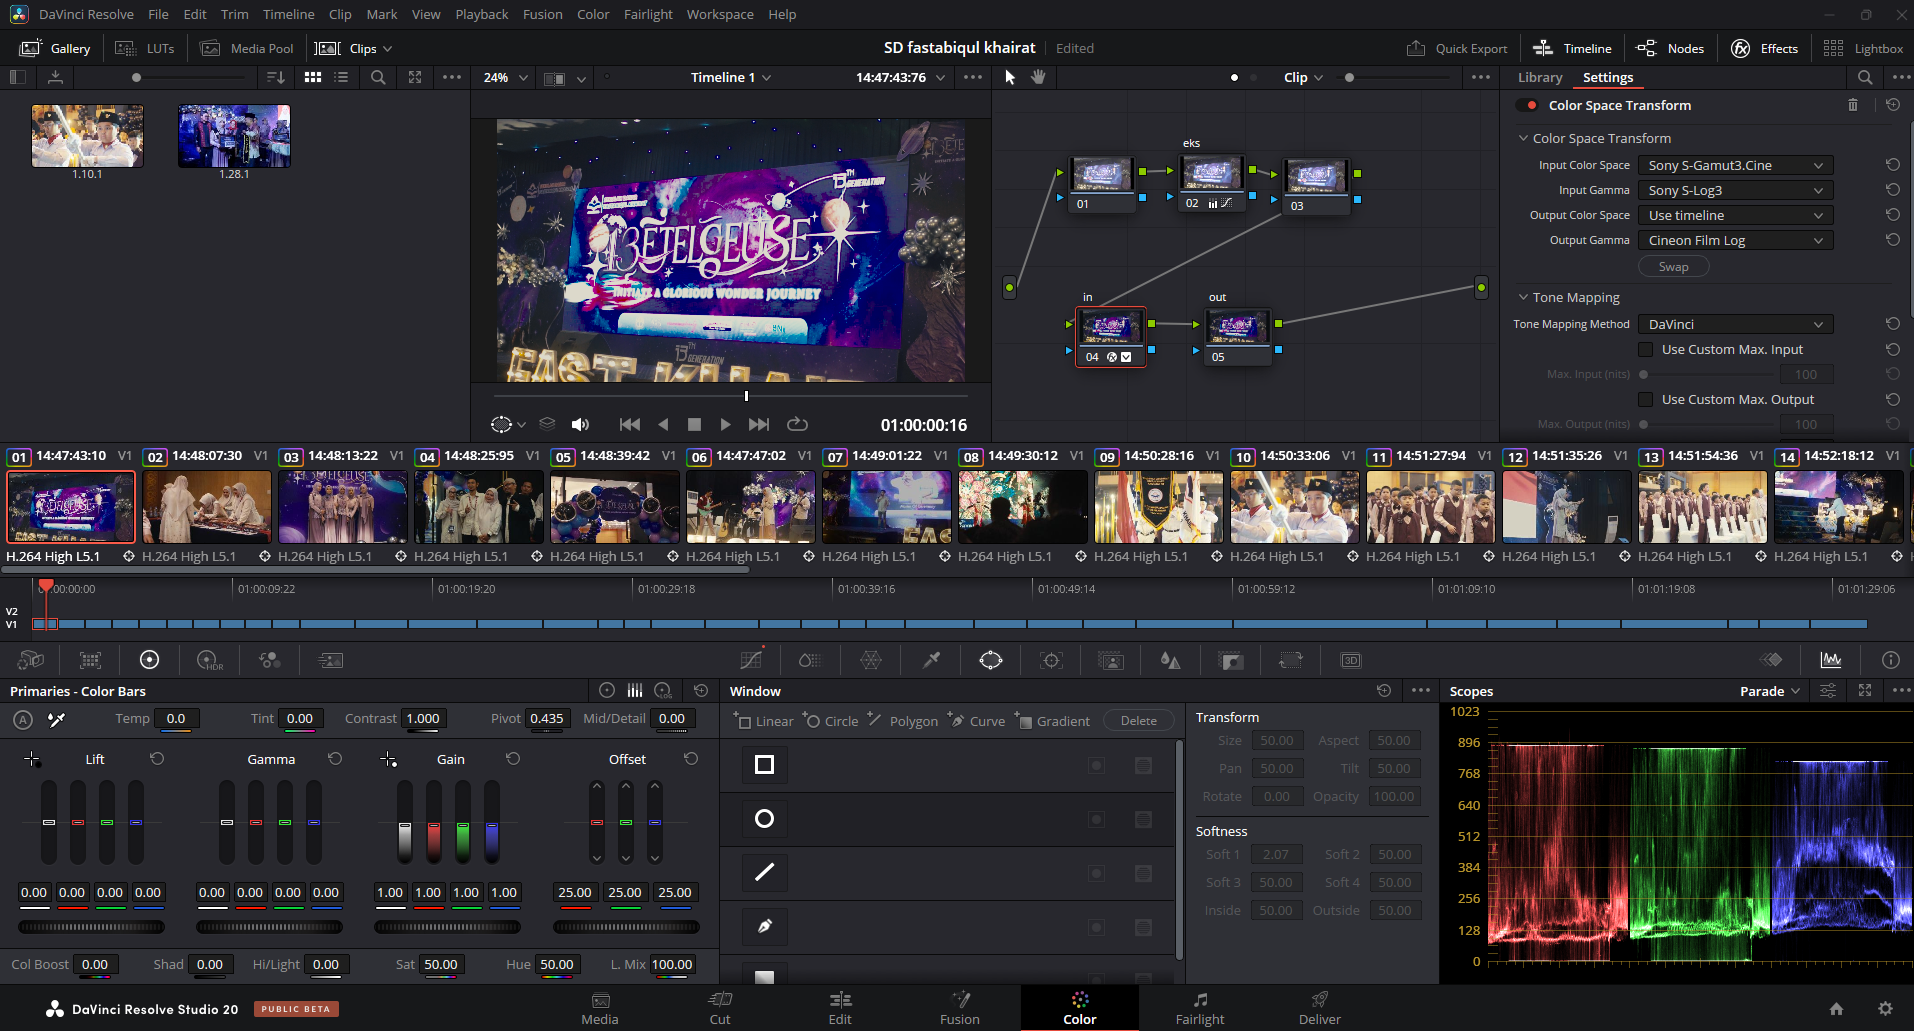 DaVinci Resolve File Edit Trim Timeline Clip Mark View Playback Fusion Color Fairlight Workspace Help
Gallery LUTs Media Pool Clips SD fastabiqul khairat Edited Quick Export Timeline Nodes Effects Lightbox
24% Timeline 1 14:47:43:76 Clip Library Settings
1.10.1 1.28.1
13TH GENERATION
BETELGEUSE
INITIATE A GLORIOUS WONDER JOURNEY
13TH GENERATION
01:00:00:16
01
eks
02
03
in
04
out
05
Color Space Transform
Color Space Transform
Input Color Space Sony S-Gamut3.Cine
Input Gamma Sony S-Log3
Output Color Space Use timeline
Output Gamma Cineon Film Log
Swap
Tone Mapping
Tone Mapping Method DaVinci
Use Custom Max. Input
Max. Input (nits) 100
Use Custom Max. Output
Max. Output (nits) 100
01 14:47:43:10 V1 02 14:48:07:30 V1 03 14:48:13:22 V1 04 14:48:25:95 V1 05 14:48:39:42 V1 06 14:47:47:02 V1 07 14:49:01:22 V1 08 14:49:30:12 V1 09 14:50:28:16 V1 10 14:50:33:06 V1 11 14:51:27:94 V1 12 14:51:35:26 V1 13 14:51:54:36 V1 14 14:52:18:12 V1
H.264 High L5.1 H.264 High L5.1 H.264 High L5.1 H.264 High L5.1 H.264 High L5.1 H.264 High L5.1 H.264 High L5.1 H.264 High L5.1 H.264 High L5.1 H.264 High L5.1 H.264 High L5.1 H.264 High L5.1 H.264 High L5.1 H.264 High L5.1
:00:00:00 01:00:09:22 01:00:19:20 01:00:29:18 01:00:39:16 01:00:49:14 01:00:59:12 01:01:09:10 01:01:19:08 01:01:29:06
V2
V1
HDR 3D
Primaries - Color Bars LOG Window Scopes Parade
A Temp 0.0 Tint 0.00 Contrast 1.000 Pivot 0.435 Mid/Detail 0.00
Lift Gamma Gain Offset
0.00 0.00 0.00 0.00 0.00 0.00 0.00 0.00 1.00 1.00 1.00 1.00 25.00 25.00 25.00
Col Boost 0.00 Shad 0.00 Hi/Light 0.00 Sat 50.00 Hue 50.00 L. Mix 100.00
Linear Circle Polygon Curve Gradient Delete
Transform
Size 50.00 Aspect 50.00
Pan 50.00 Tilt 50.00
Rotate 0.00 Opacity 100.00
Softness
Soft 1 2.07 Soft 2 50.00
Soft 3 50.00 Soft 4 50.00
Inside 50.00 Outside 50.00
1023
896
768
640
512
384
256
128
0
DaVinci Resolve Studio 20 PUBLIC BETA
Media Cut Edit Fusion Color Fairlight Deliver